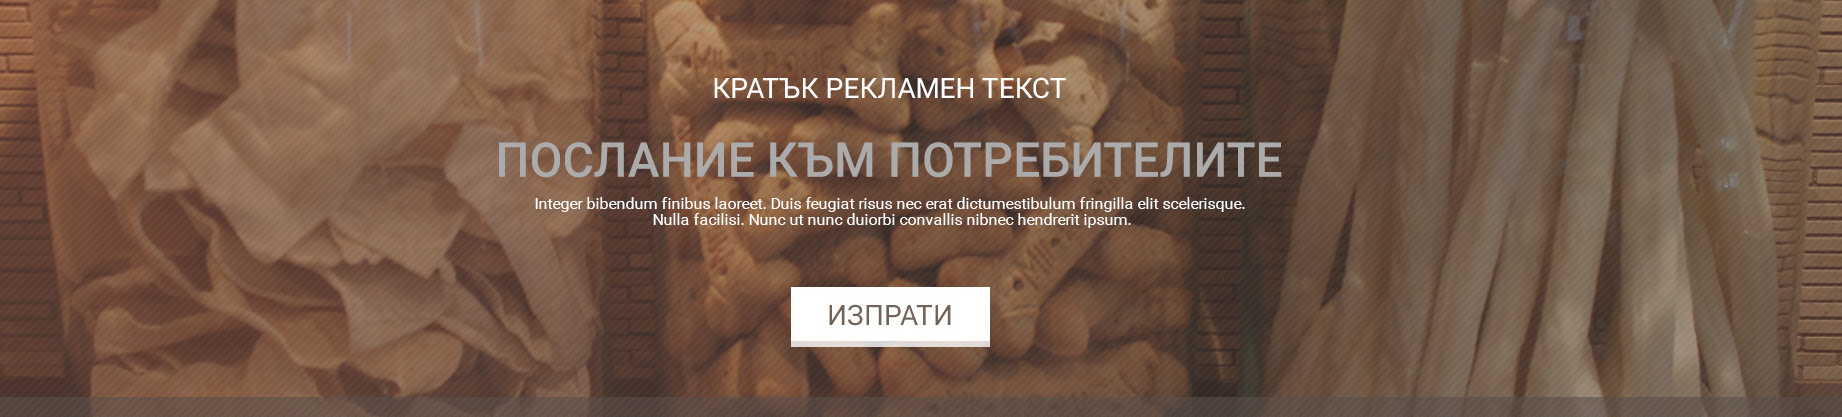 КРАТЪК РЕКЛАМЕН ТЕКСТ
ПОСЛАНИЕ КЪМ ПОТРЕБИТЕЛИТЕ
Integer bibendum finibus laoreet. Duis feugiat risus nec erat dictumestibulum fringilla elit scelerisque.
Nulla facilisi. Nunc ut nunc duiorbi convallis nibnec hendrerit ipsum.
ИЗПРАТИ